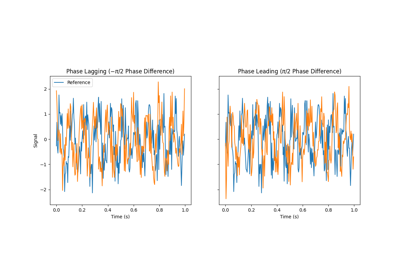 Phase Lagging (−π/2 Phase Difference)
Reference
Signal
2
1
0
−1
−2
0.0 0.2 0.4 0.6 0.8 1.0
Time (s)
Phase Leading (π/2 Phase Difference)
0.0 0.2 0.4 0.6 0.8 1.0
Time (s)